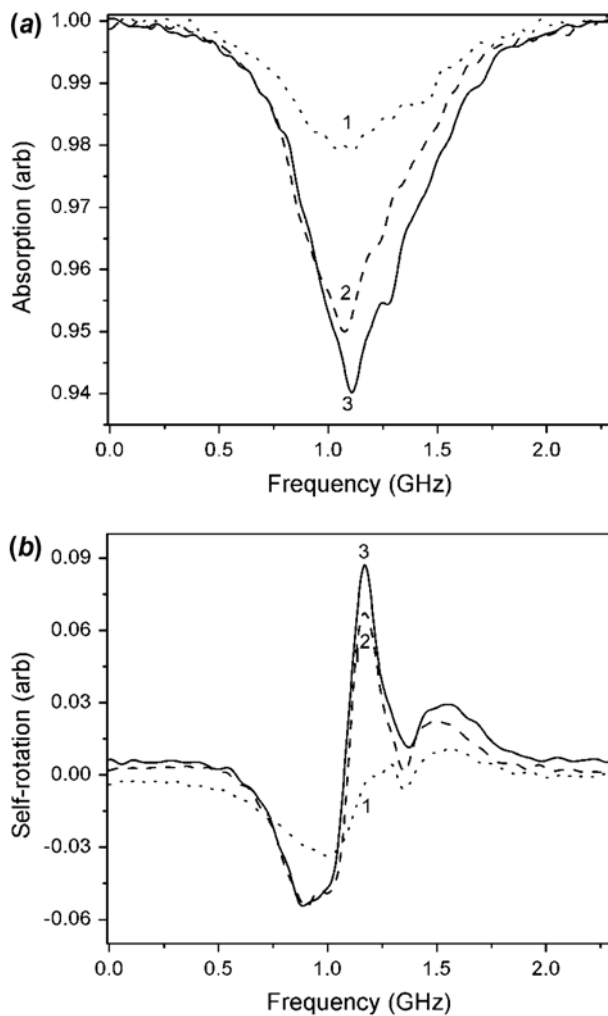 (a)
1.00
0.99
0.98
0.97
0.96
0.95
0.94
Absorption (arb)
1
2
3
0.0 0.5 1.0 1.5 2.0
Frequency (GHz)
(b)
0.09
0.06
0.03
0.00
-0.03
-0.06
Self-rotation (arb)
3
2
1
0.0 0.5 1.0 1.5 2.0
Frequency (GHz)